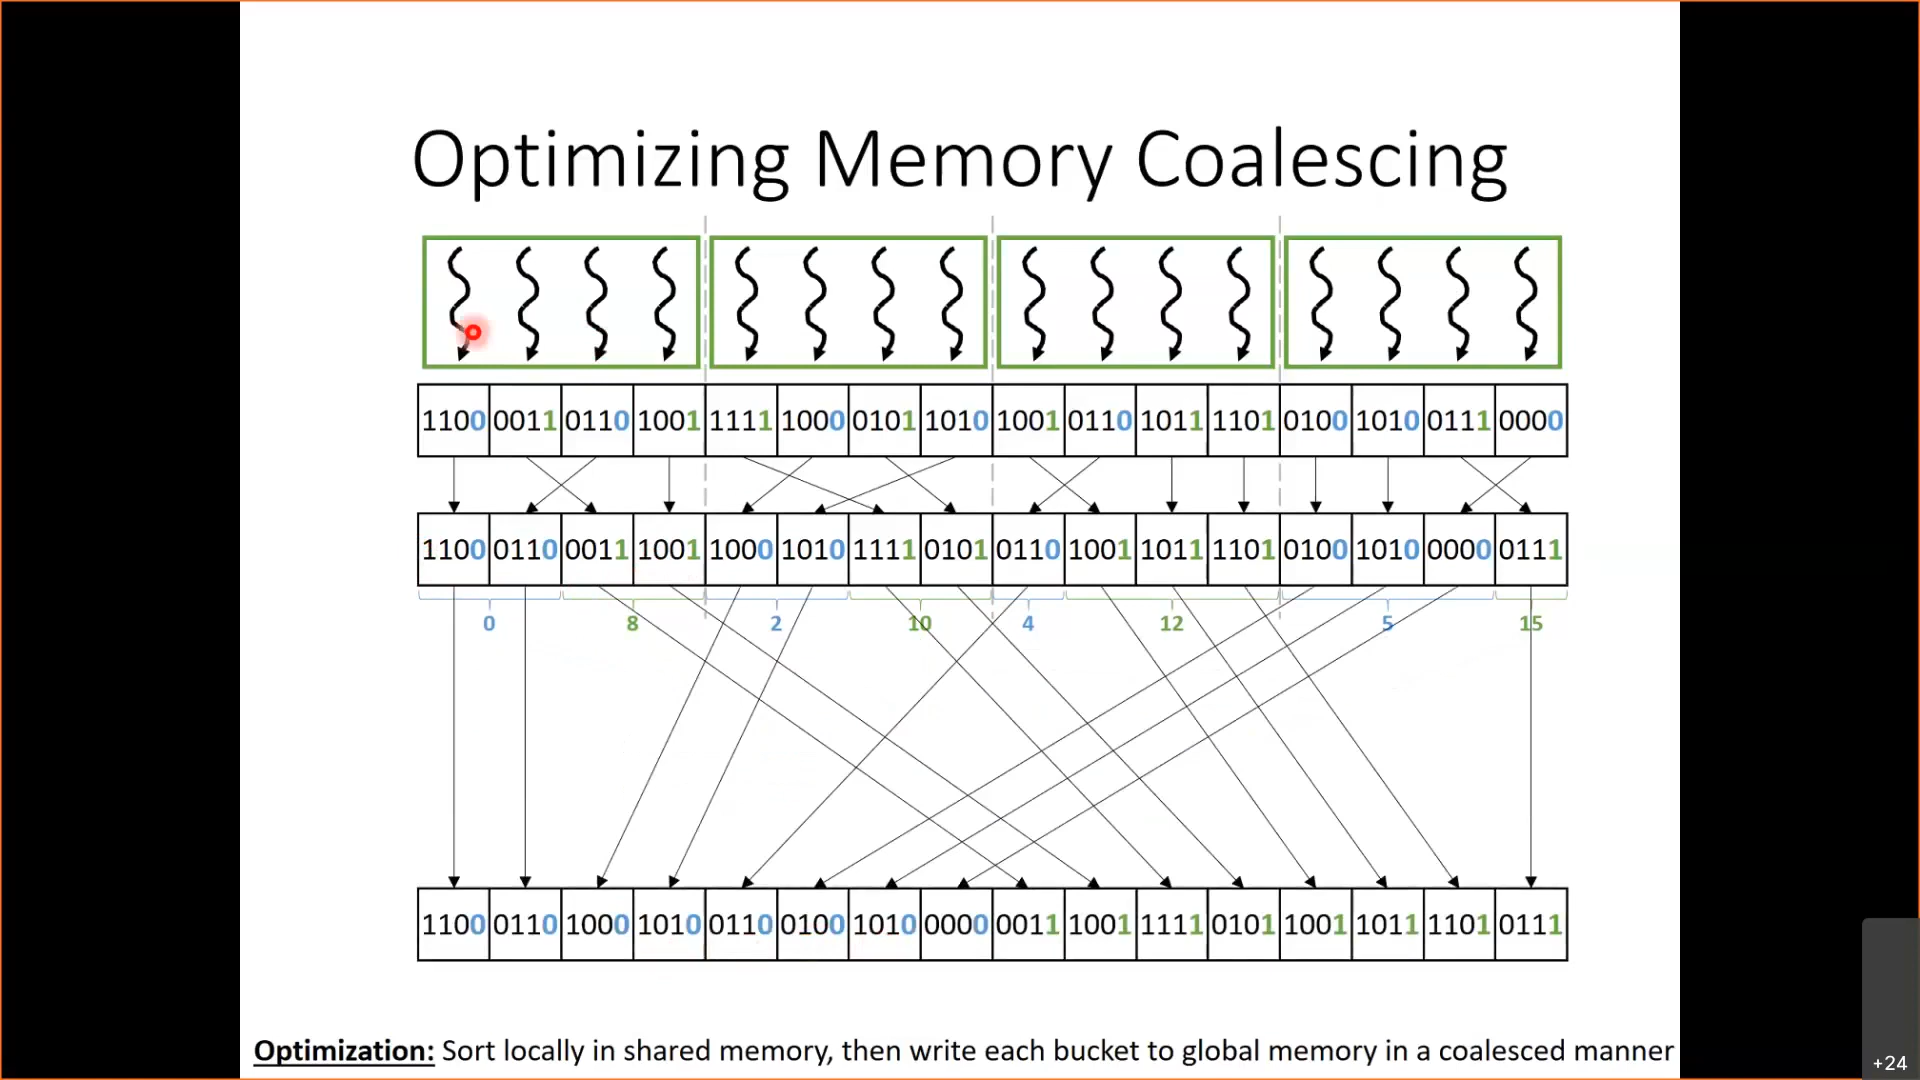 Optimizing Memory Coalescing
1100 0011 0110 1001 1111 1000 0101 1010 1001 0110 1011 1101 0100 1010 0111 0000
1100 0110 0011 1001 1000 1010 1111 0101 0110 1001 1011 1101 0100 1010 0000 0111
0 8 2 10 4 12 5 15
1100 0110 1000 1010 0110 0100 1010 0000 0011 1001 1111 0101 1001 1011 1101 0111
Optimization: Sort locally in shared memory, then write each bucket to global memory in a coalesced manner
+24